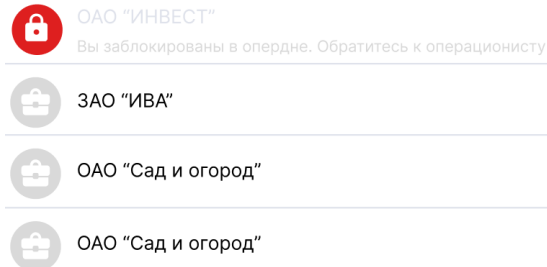 ОАО “ИНВЕСТ”
Вы заблокированы в опердне. Обратитесь к операционисту
ЗАО “ИВА”
ОАО “Сад и огород”
ОАО “Сад и огород”